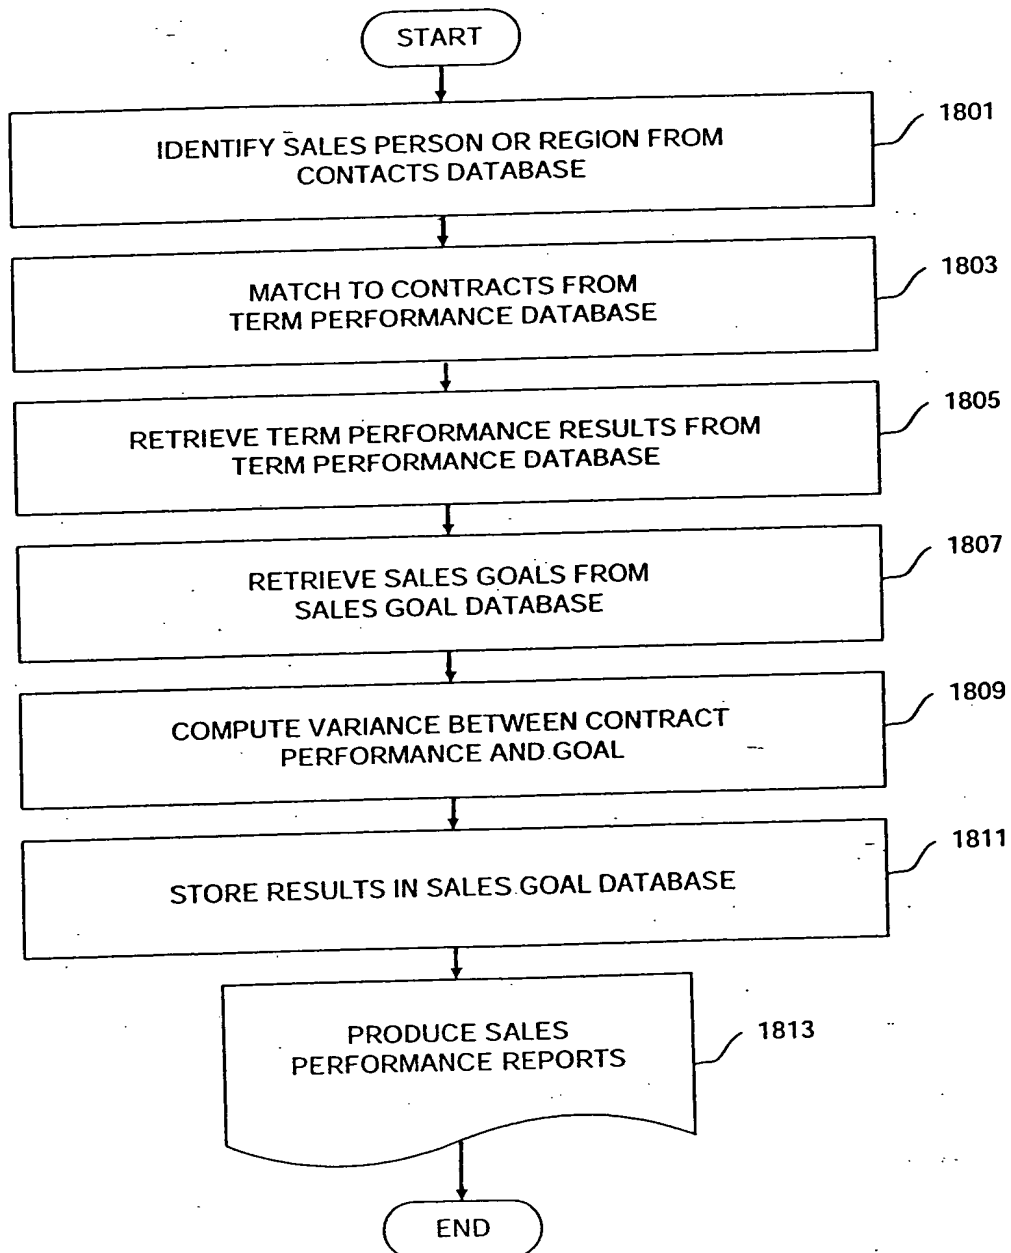 START
IDENTIFY SALES PERSON OR REGION FROM
CONTACTS DATABASE
1801
MATCH TO CONTRACTS FROM
TERM PERFORMANCE DATABASE
1803
RETRIEVE TERM PERFORMANCE RESULTS FROM
TERM PERFORMANCE DATABASE
1805
RETRIEVE SALES GOALS FROM
SALES GOAL DATABASE
1807
COMPUTE VARIANCE BETWEEN CONTRACT
PERFORMANCE AND GOAL
1809
STORE RESULTS IN SALES GOAL DATABASE
1811
PRODUCE SALES
PERFORMANCE REPORTS
1813
END